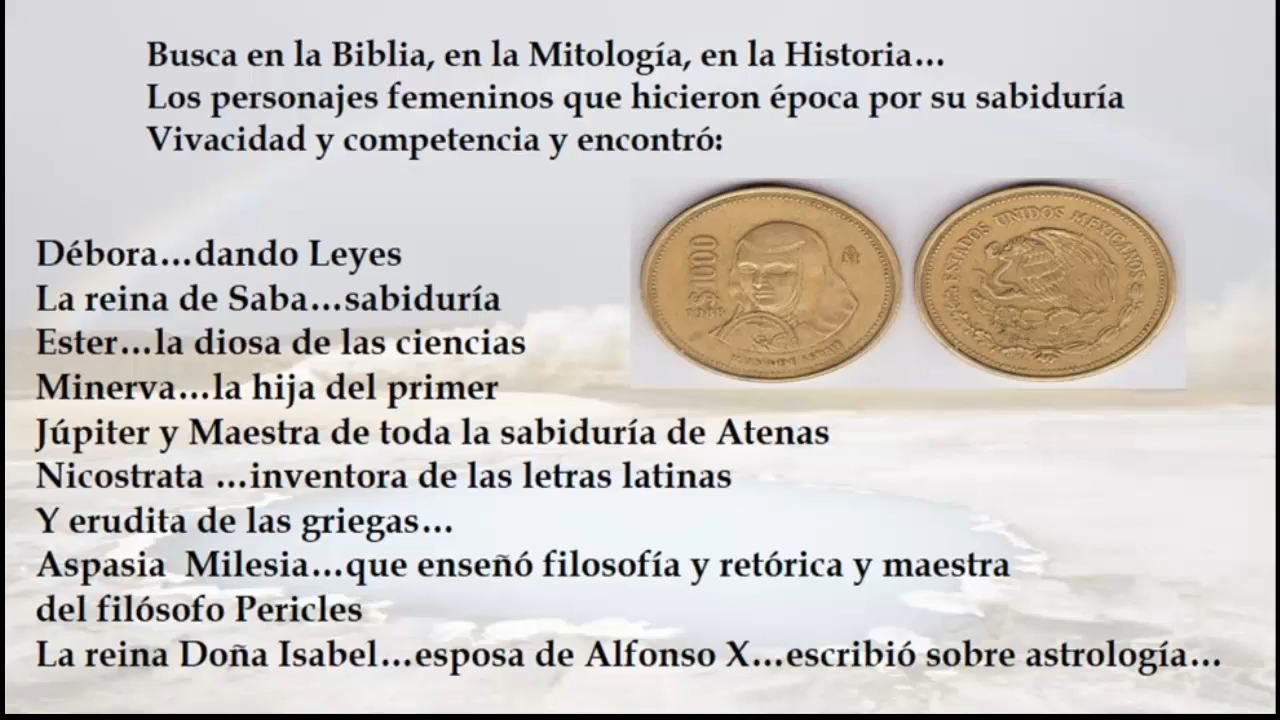 Busca en la Biblia, en la Mitología, en la Historia…
Los personajes femeninos que hicieron época por su sabiduría
Vivacidad y competencia y encontró:
$1000
1988
ESTADOS UNIDOS MEXICANOS
Débora…dando Leyes
La reina de Saba…sabiduría
Ester…la diosa de las ciencias
Minerva…la hija del primer
Júpiter y Maestra de toda la sabiduría de Atenas
Nicostrata …inventora de las letras latinas
Y erudita de las griegas…
Aspasia Milesia…que enseñó filosofía y retórica y maestra
del filósofo Pericles
La reina Doña Isabel…esposa de Alfonso X…escribió sobre astrología…